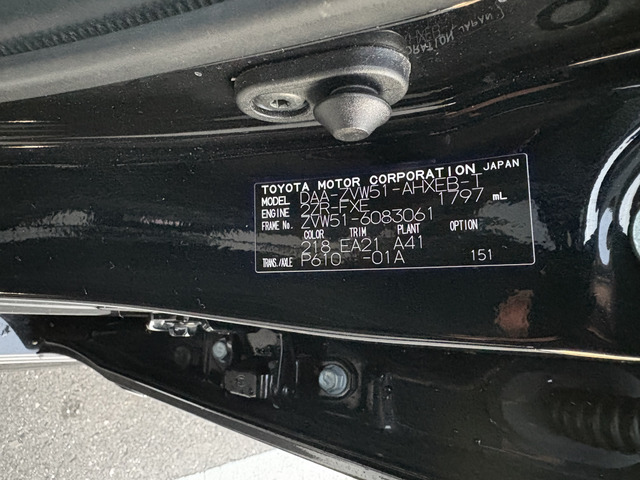 TOYOTA MOTOR CORPORATION JAPAN
MODEL DAA-ZVW51-AHXEB-T
ENGINE 2ZR-FXE 1797 mL
FRAME No. ZVW51-6083061
COLOR TRIM PLANT OPTION
218 EA21 A41
TRANS./AXLE P610 -01A 151